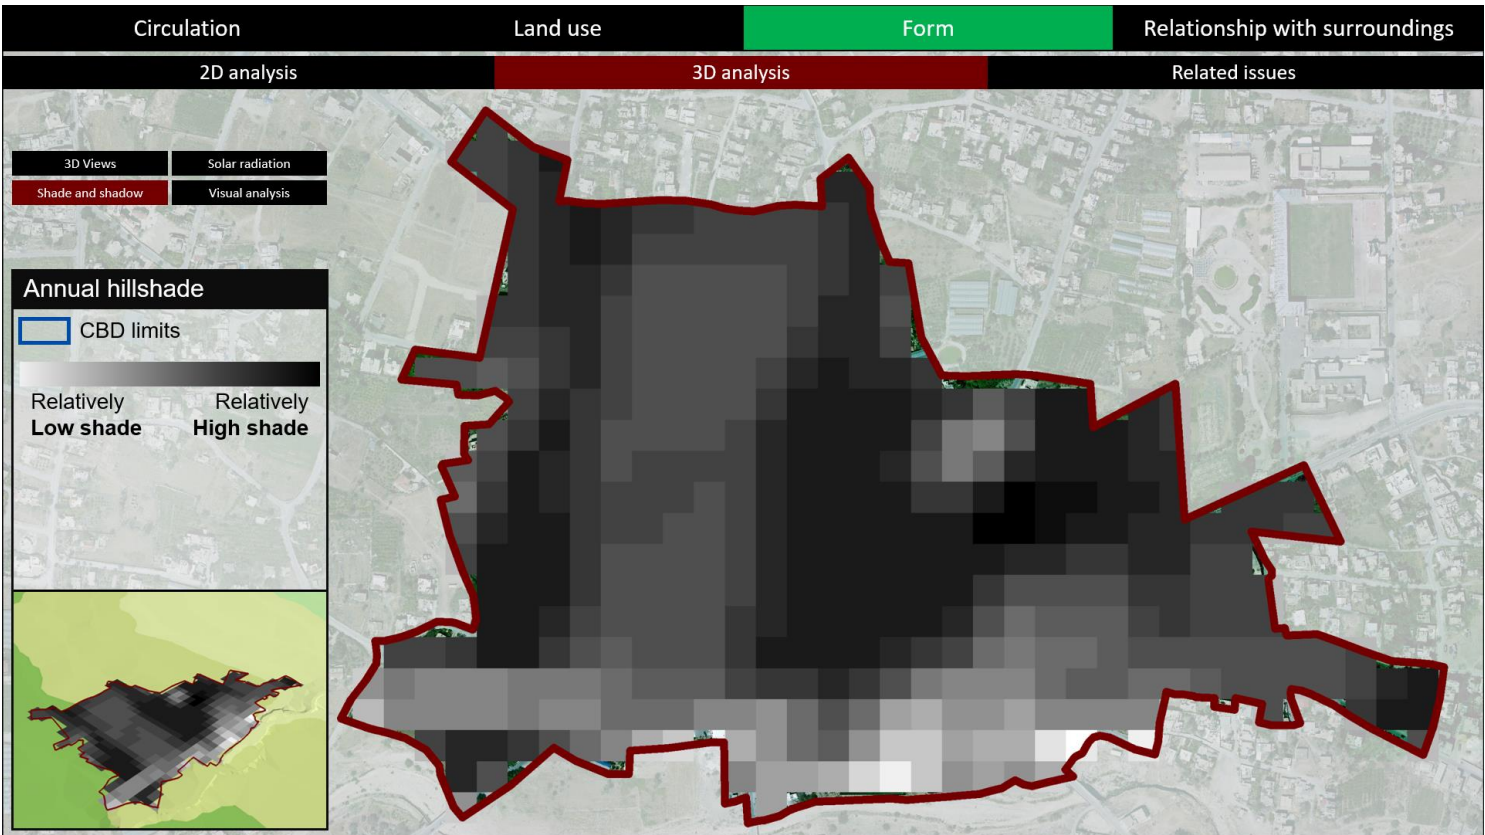 Circulation
Land use
Form
Relationship with surroundings
2D analysis
3D analysis
Related issues
3D Views
Solar radiation
Shade and shadow
Visual analysis
Annual hillshade
CBD limits
Relatively
Low shade
Relatively
High shade